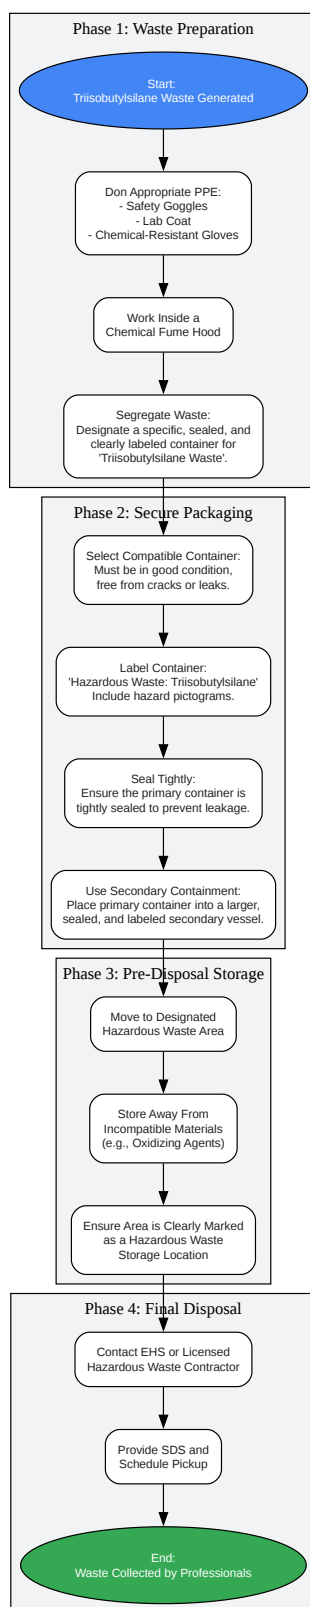 Phase 1: Waste Preparation
Start:
Triisobutylsilane Waste Generated
Don Appropriate PPE:
- Safety Goggles
- Lab Coat
- Chemical-Resistant Gloves
Work Inside a
Chemical Fume Hood
Segregate Waste:
Designate a specific, sealed, and
clearly labeled container for
'Triisobutylsilane Waste'.
Phase 2: Secure Packaging
Select Compatible Container:
Must be in good condition,
free from cracks or leaks.
Label Container:
'Hazardous Waste: Triisobutylsilane'
Include hazard pictograms.
Seal Tightly:
Ensure the primary container is
tightly sealed to prevent leakage.
Use Secondary Containment:
Place primary container into a larger,
sealed, and labeled secondary vessel.
Phase 3: Pre-Disposal Storage
Move to Designated
Hazardous Waste Area
Store Away From
Incompatible Materials
(e.g., Oxidizing Agents)
Ensure Area is Clearly Marked
as a Hazardous Waste
Storage Location
Phase 4: Final Disposal
Contact EHS or Licensed
Hazardous Waste Contractor
Provide SDS and
Schedule Pickup
End:
Waste Collected by Professionals